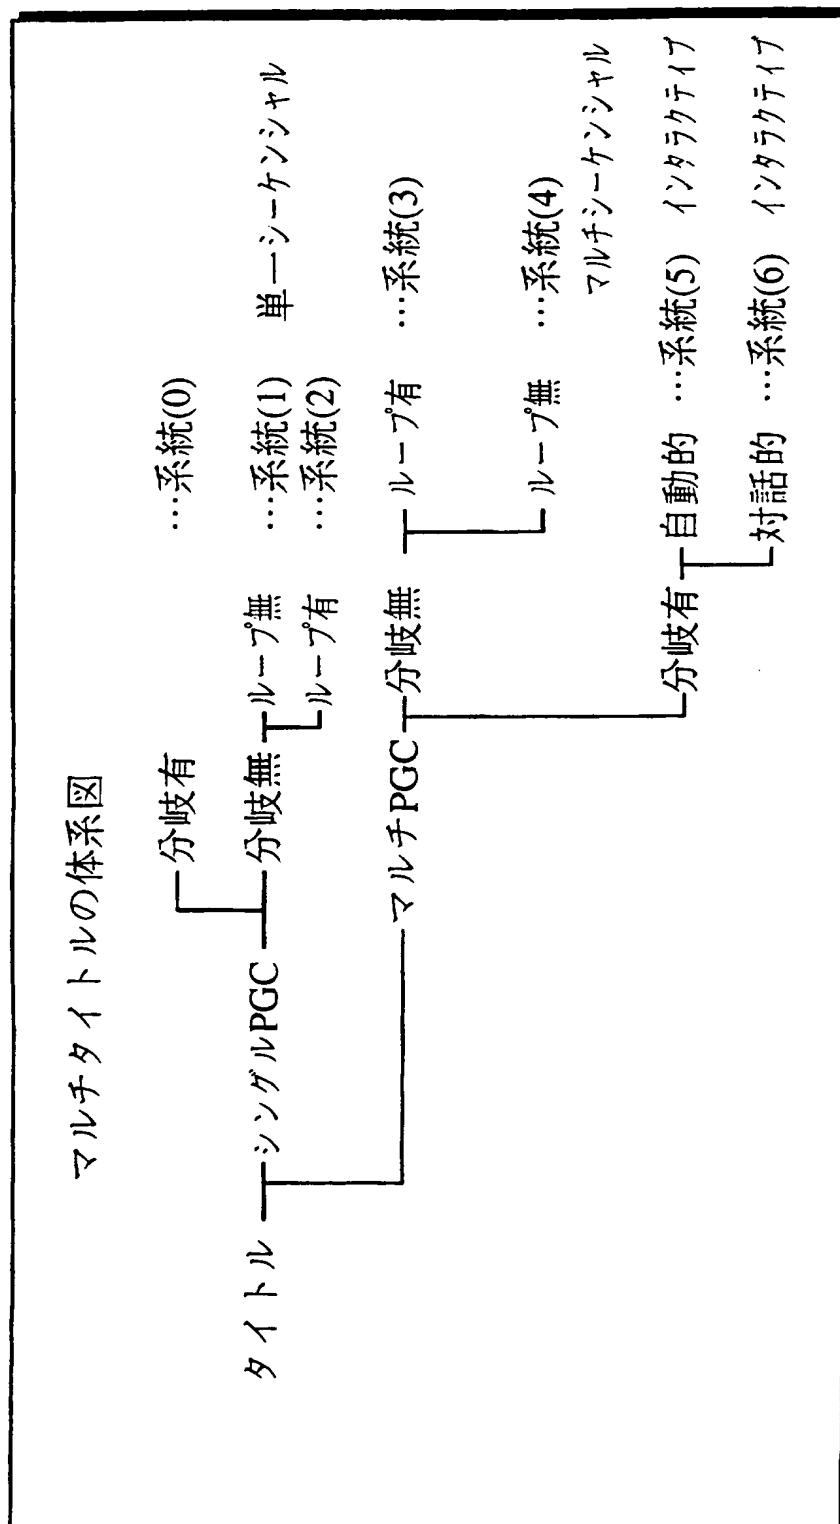 マルチタイトルの体系図
分岐有 …系統(0)
タイトル シングルPGC 分岐無 ループ無 …系統(1) 単一シーケンシャル
ループ有 …系統(2)
マルチPGC 分岐無 ループ有 …系統(3)
ループ無 …系統(4)
マルチシーケンシャル
分岐有 自動的 …系統(5) インタラクティブ
対話的 …系統(6) インタラクティブ